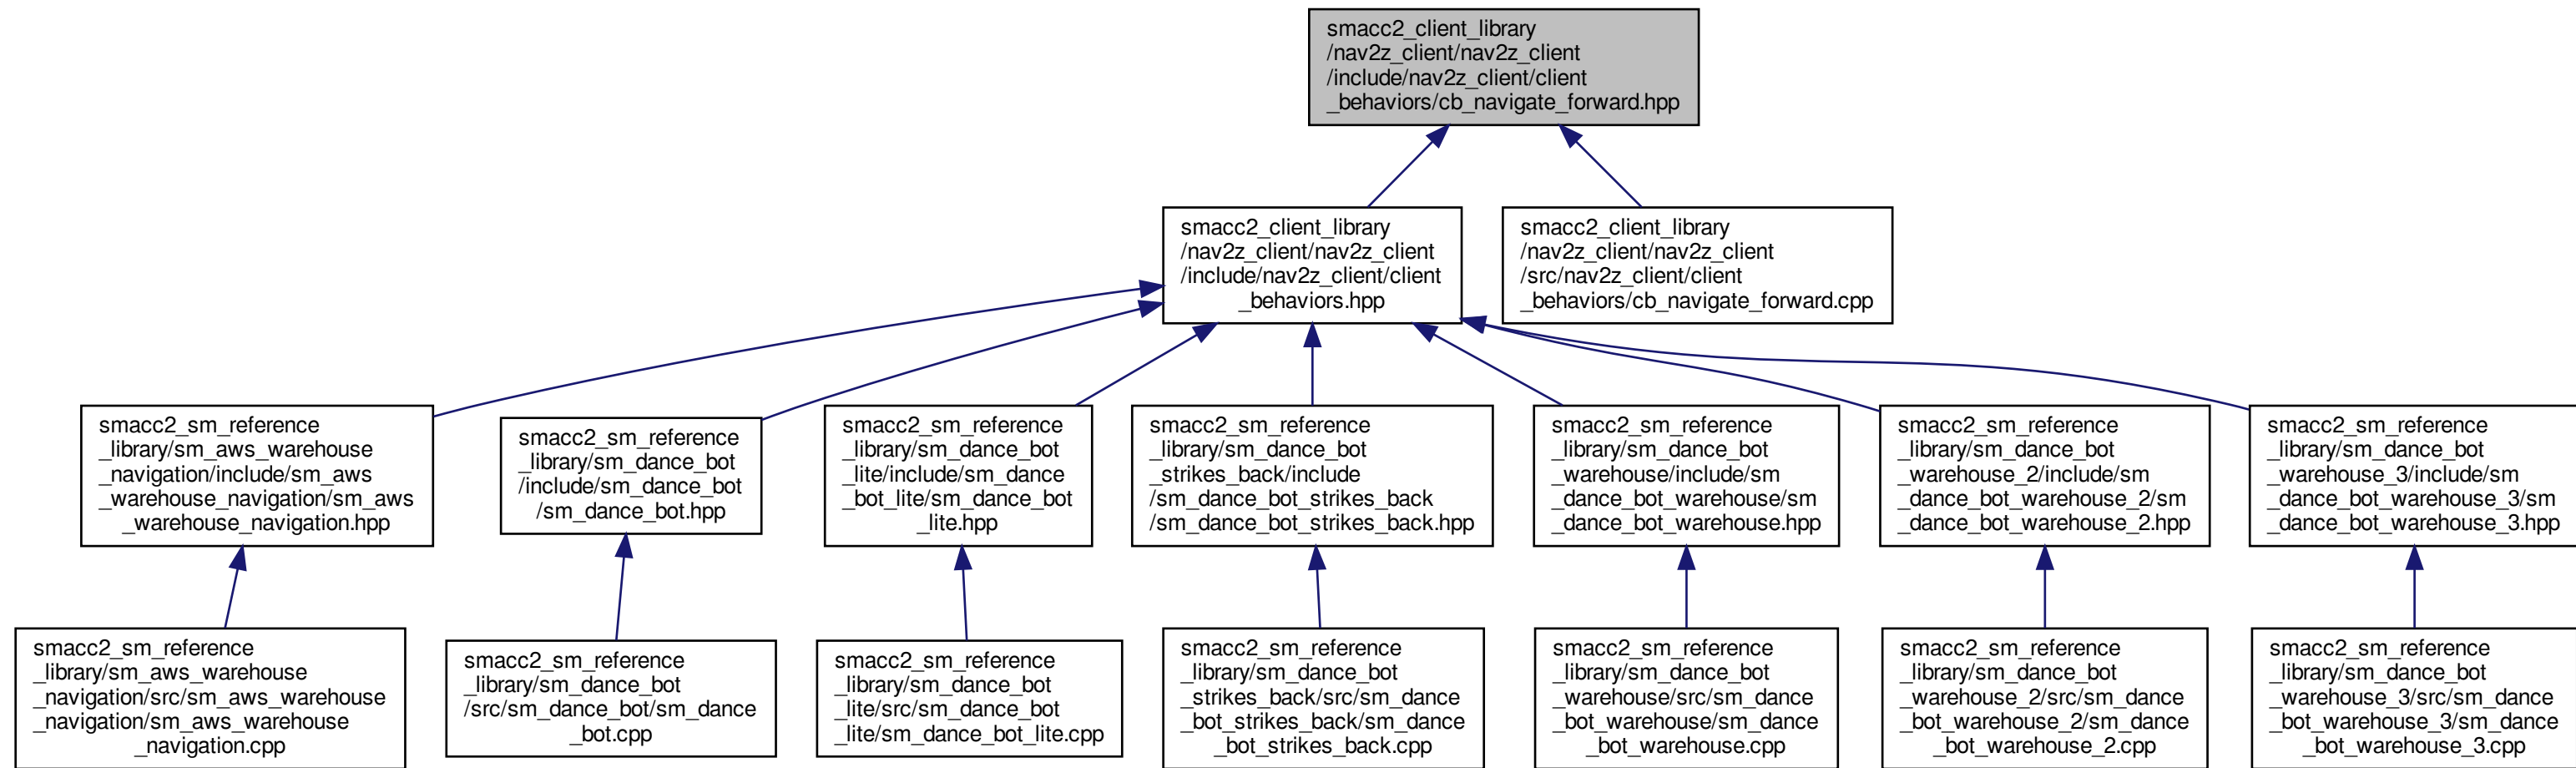 smacc2_client_library
/nav2z_client/nav2z_client
/include/nav2z_client/client
_behaviors/cb_navigate_forward.hpp
smacc2_client_library
/nav2z_client/nav2z_client
/include/nav2z_client/client
_behaviors.hpp
smacc2_client_library
/nav2z_client/nav2z_client
/src/nav2z_client/client
_behaviors/cb_navigate_forward.cpp
smacc2_sm_reference
_library/sm_aws_warehouse
_navigation/include/sm_aws
_warehouse_navigation/sm_aws
_warehouse_navigation.hpp
smacc2_sm_reference
_library/sm_dance_bot
/include/sm_dance_bot
/sm_dance_bot.hpp
smacc2_sm_reference
_library/sm_dance_bot
_lite/include/sm_dance
_bot_lite/sm_dance_bot
_lite.hpp
smacc2_sm_reference
_library/sm_dance_bot
_strikes_back/include
/sm_dance_bot_strikes_back
/sm_dance_bot_strikes_back.hpp
smacc2_sm_reference
_library/sm_dance_bot
_warehouse/include/sm
_dance_bot_warehouse/sm
_dance_bot_warehouse.hpp
smacc2_sm_reference
_library/sm_dance_bot
_warehouse_2/include/sm
_dance_bot_warehouse_2/sm
_dance_bot_warehouse_2.hpp
smacc2_sm_reference
_library/sm_dance_bot
_warehouse_3/include/sm
_dance_bot_warehouse_3/sm
_dance_bot_warehouse_3.hpp
smacc2_sm_reference
_library/sm_aws_warehouse
_navigation/src/sm_aws_warehouse
_navigation/sm_aws_warehouse
_navigation.cpp
smacc2_sm_reference
_library/sm_dance_bot
/src/sm_dance_bot/sm_dance
_bot.cpp
smacc2_sm_reference
_library/sm_dance_bot
_lite/src/sm_dance_bot
_lite/sm_dance_bot_lite.cpp
smacc2_sm_reference
_library/sm_dance_bot
_strikes_back/src/sm_dance
_bot_strikes_back/sm_dance
_bot_strikes_back.cpp
smacc2_sm_reference
_library/sm_dance_bot
_warehouse/src/sm_dance
_bot_warehouse/sm_dance
_bot_warehouse.cpp
smacc2_sm_reference
_library/sm_dance_bot
_warehouse_2/src/sm_dance
_bot_warehouse_2/sm_dance
_bot_warehouse_2.cpp
smacc2_sm_reference
_library/sm_dance_bot
_warehouse_3/src/sm_dance
_bot_warehouse_3/sm_dance
_bot_warehouse_3.cpp